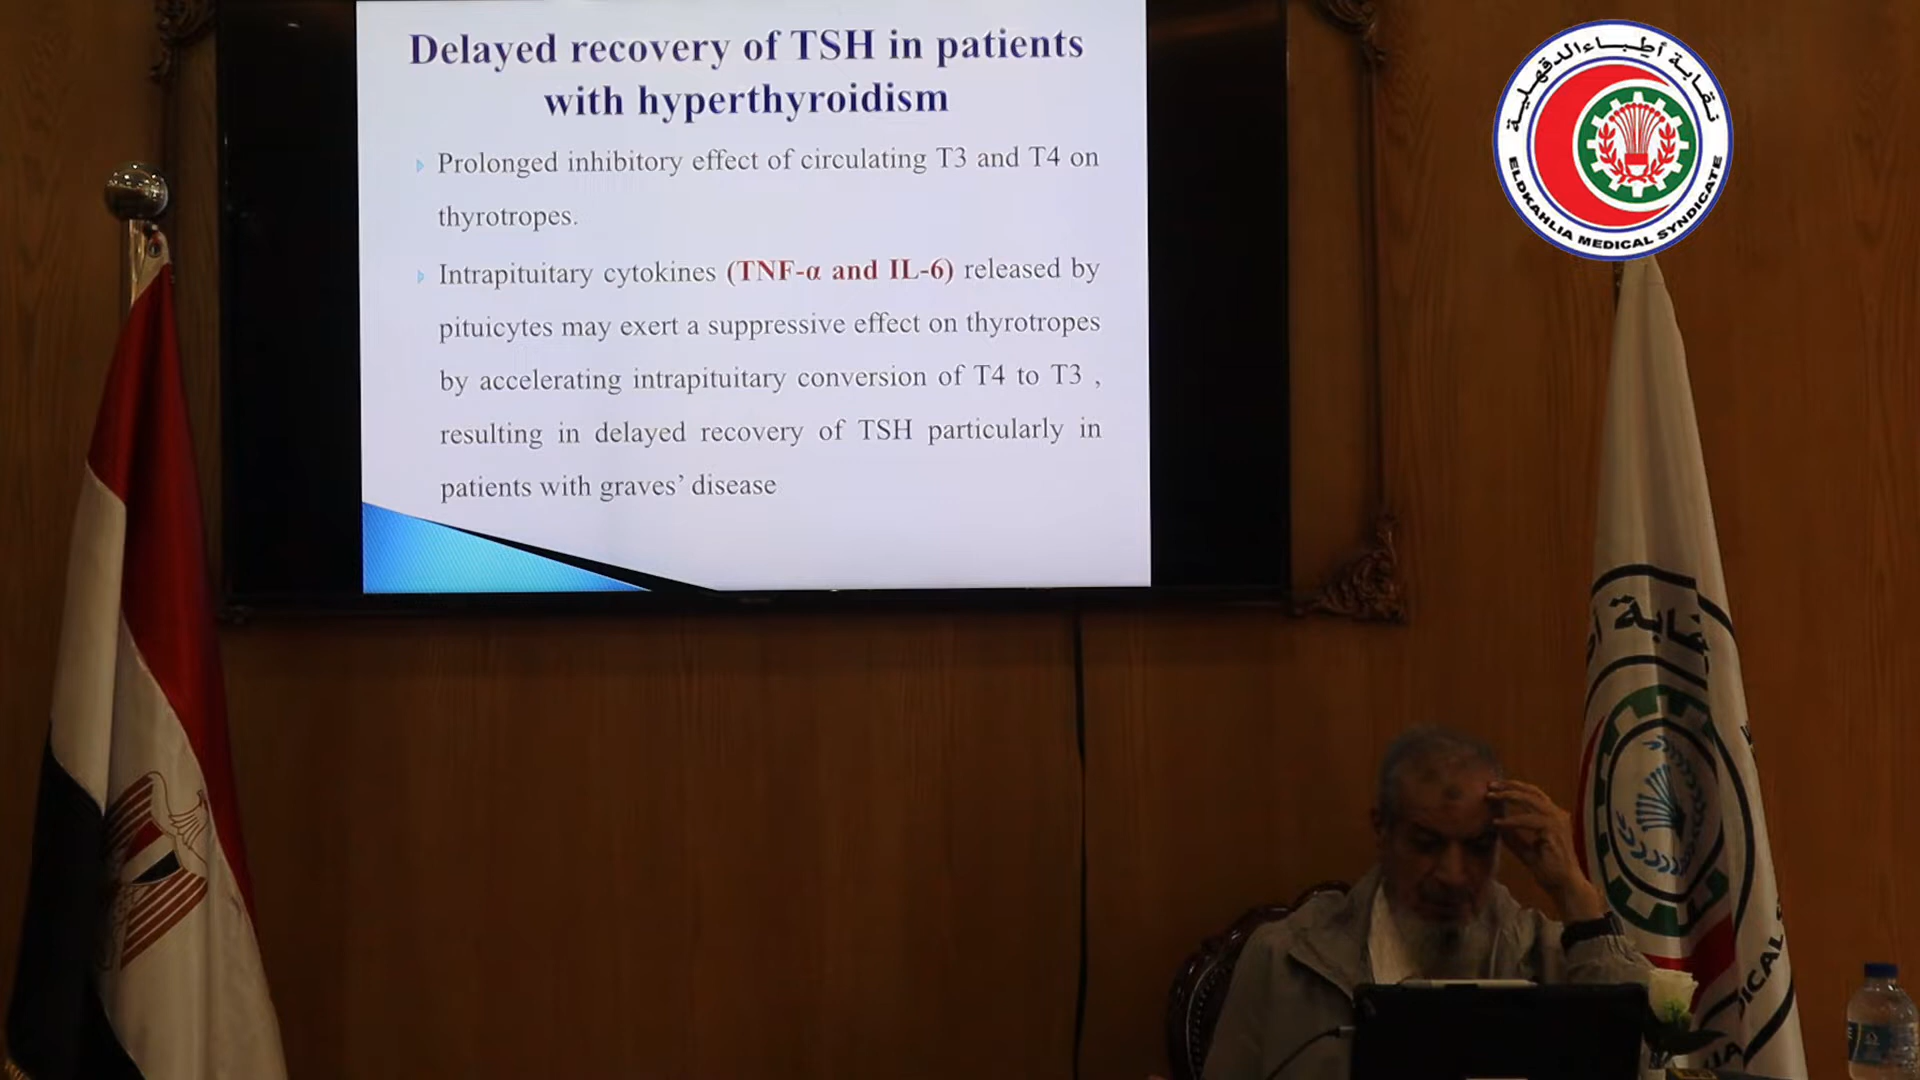 Delayed recovery of TSH in patients
with hyperthyroidism
Prolonged inhibitory effect of circulating T3 and T4 on
thyrotropes.
Intrapituitary cytokines (TNF-α and IL-6) released by
pituicytes may exert a suppressive effect on thyrotropes
by accelerating intrapituitary conversion of T4 to T3 ,
resulting in delayed recovery of TSH particularly in
patients with graves’ disease
نقابة أطباء الدقهلية
ELDKAHLIA MEDICAL SYNDICATE